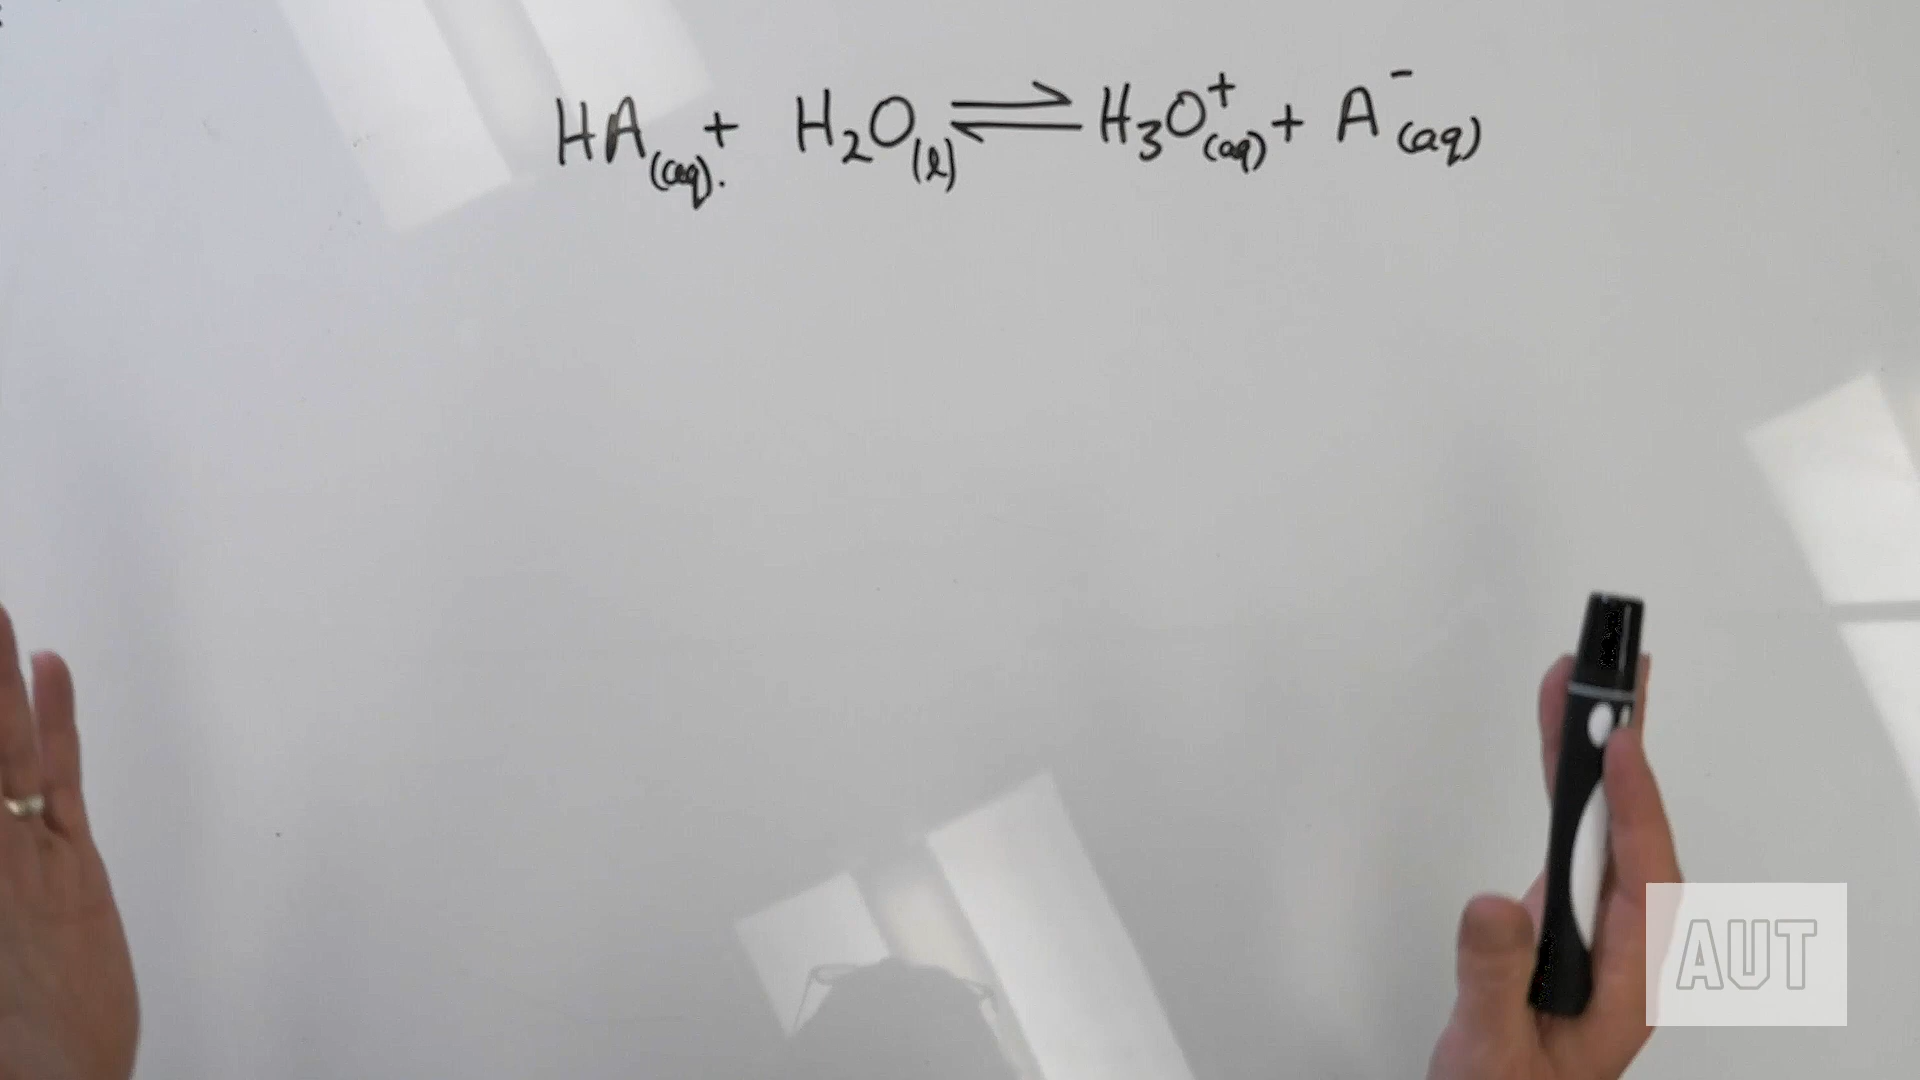 HA(aq). + H₂O(l) ⇌ H₃O⁺(aq) + A⁻(aq)
AUT